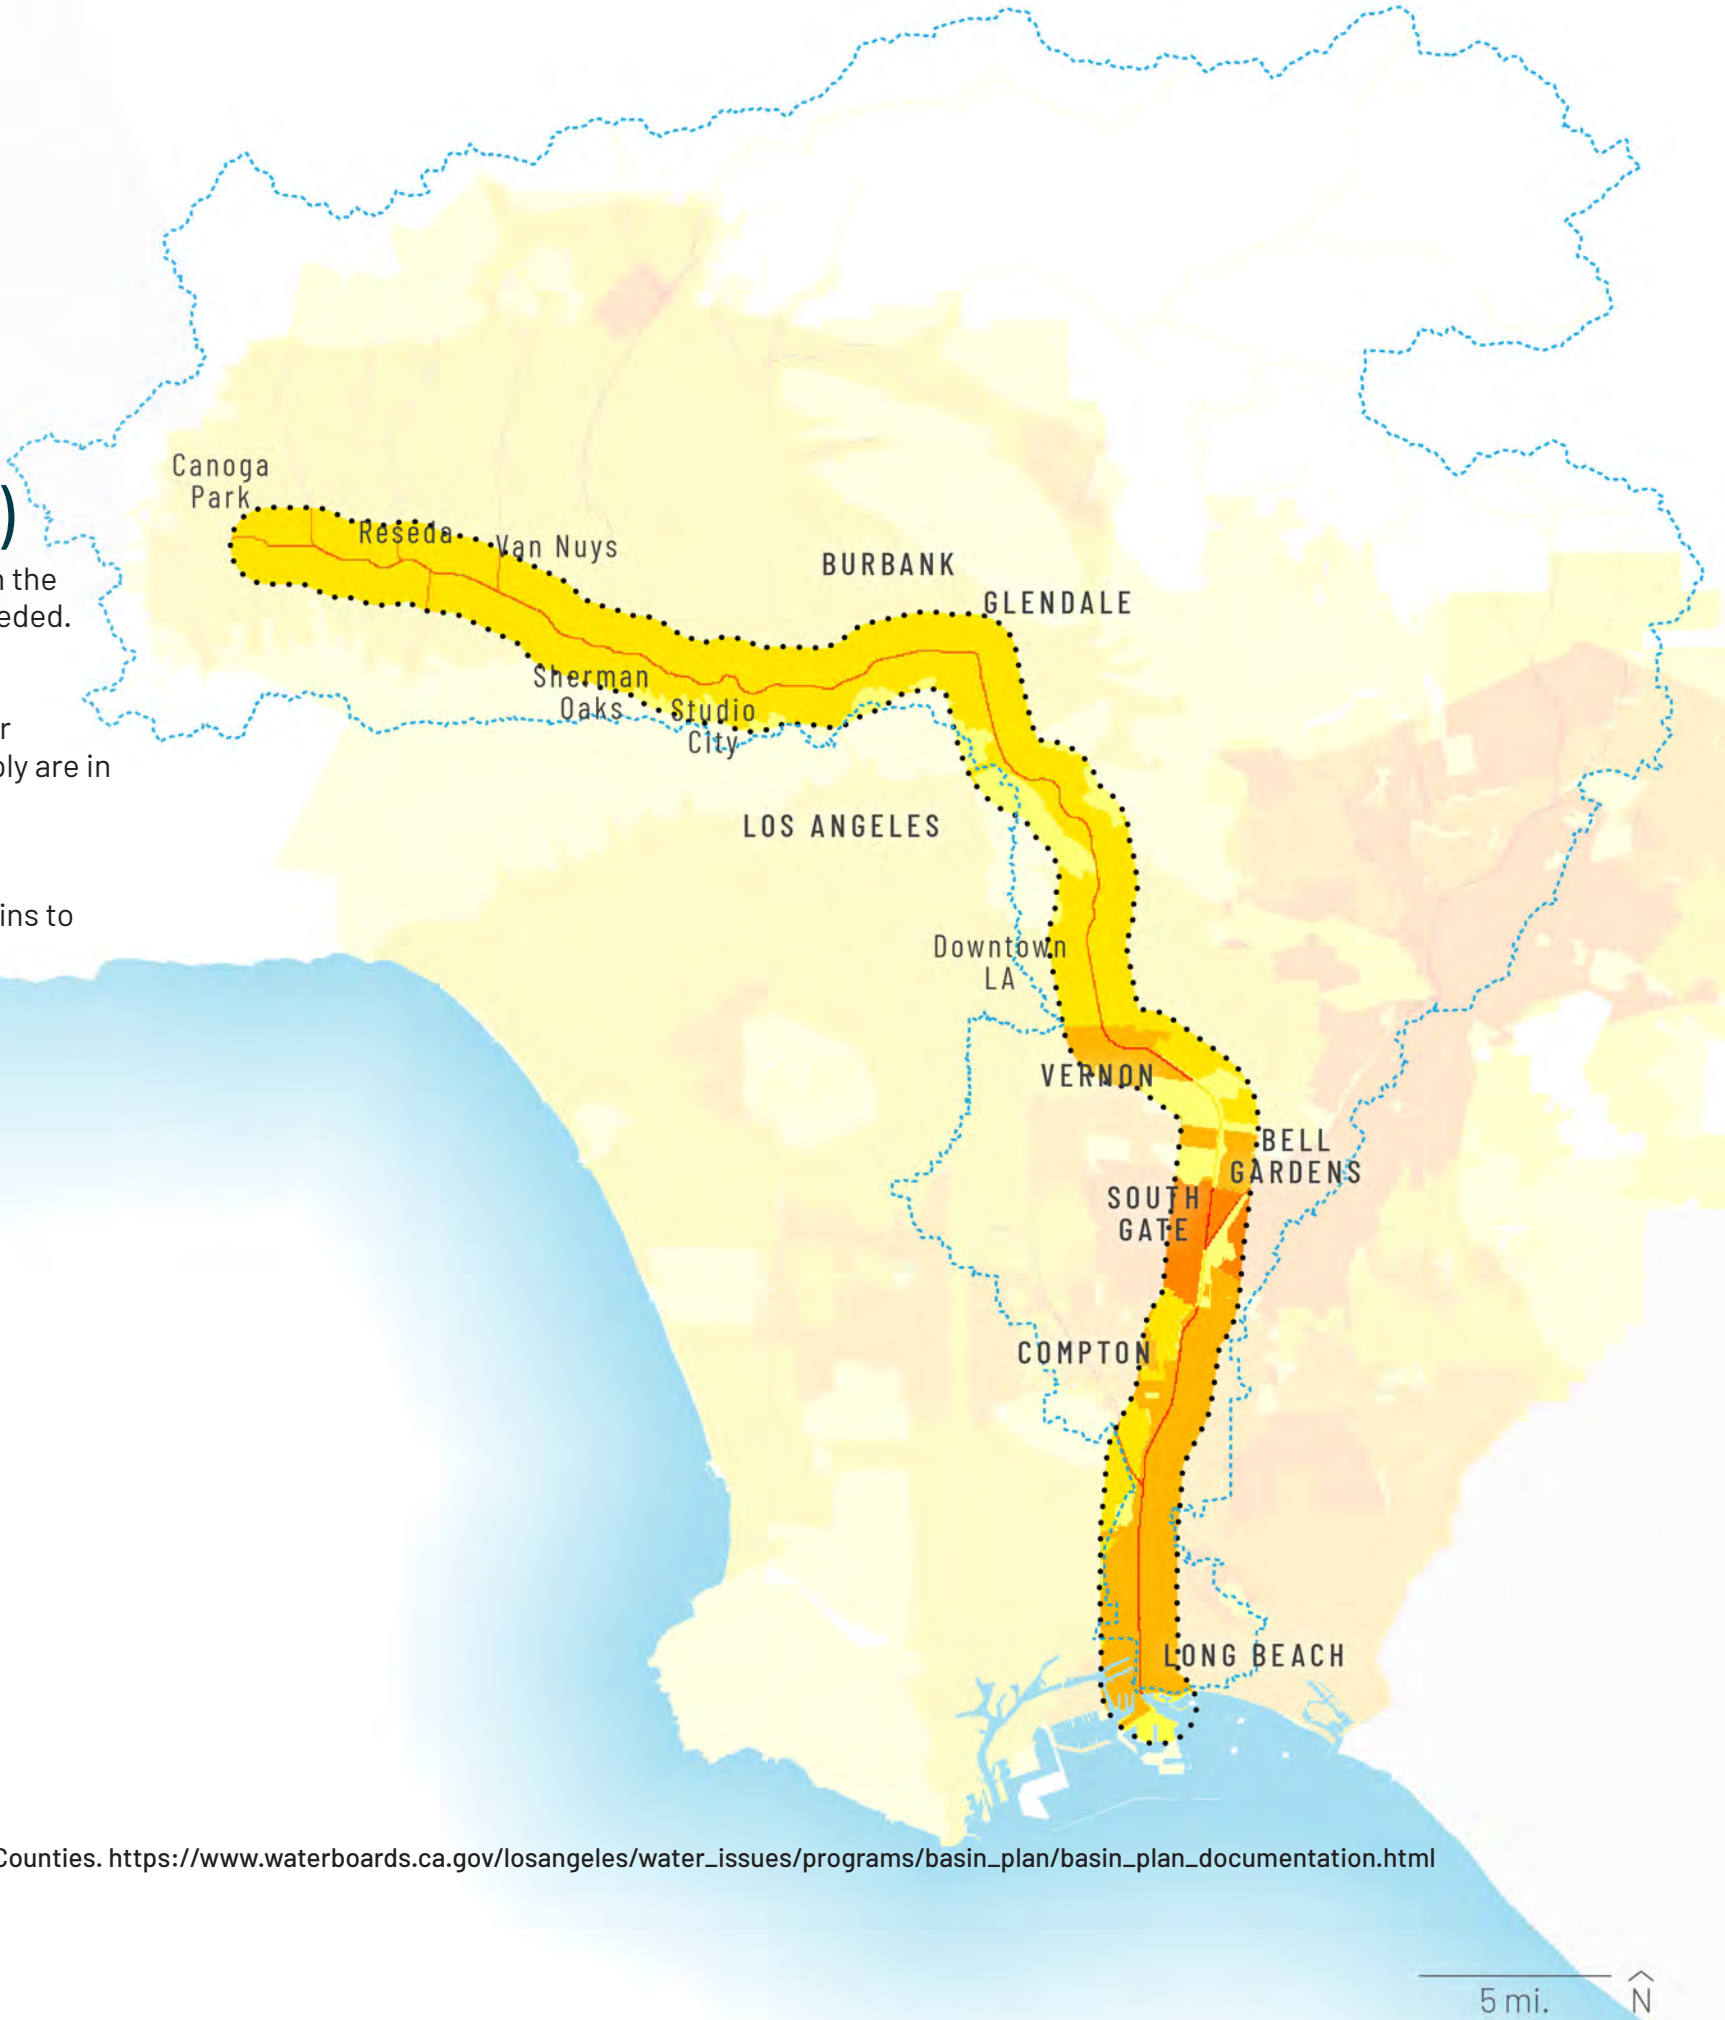 )
n the
eded.
r
bly are in
ins to
Canoga
Park
Reseda
Van Nuys
BURBANK
GLENDALE
Sherman
Oaks
Studio
City
LOS ANGELES
Downtown
LA
VERNON
BELL
GARDENS
SOUTH
GATE
COMPTON
LONG BEACH
Counties. https://www.waterboards.ca.gov/losangeles/water_issues/programs/basin_plan/basin_plan_documentation.html
5 mi.
N